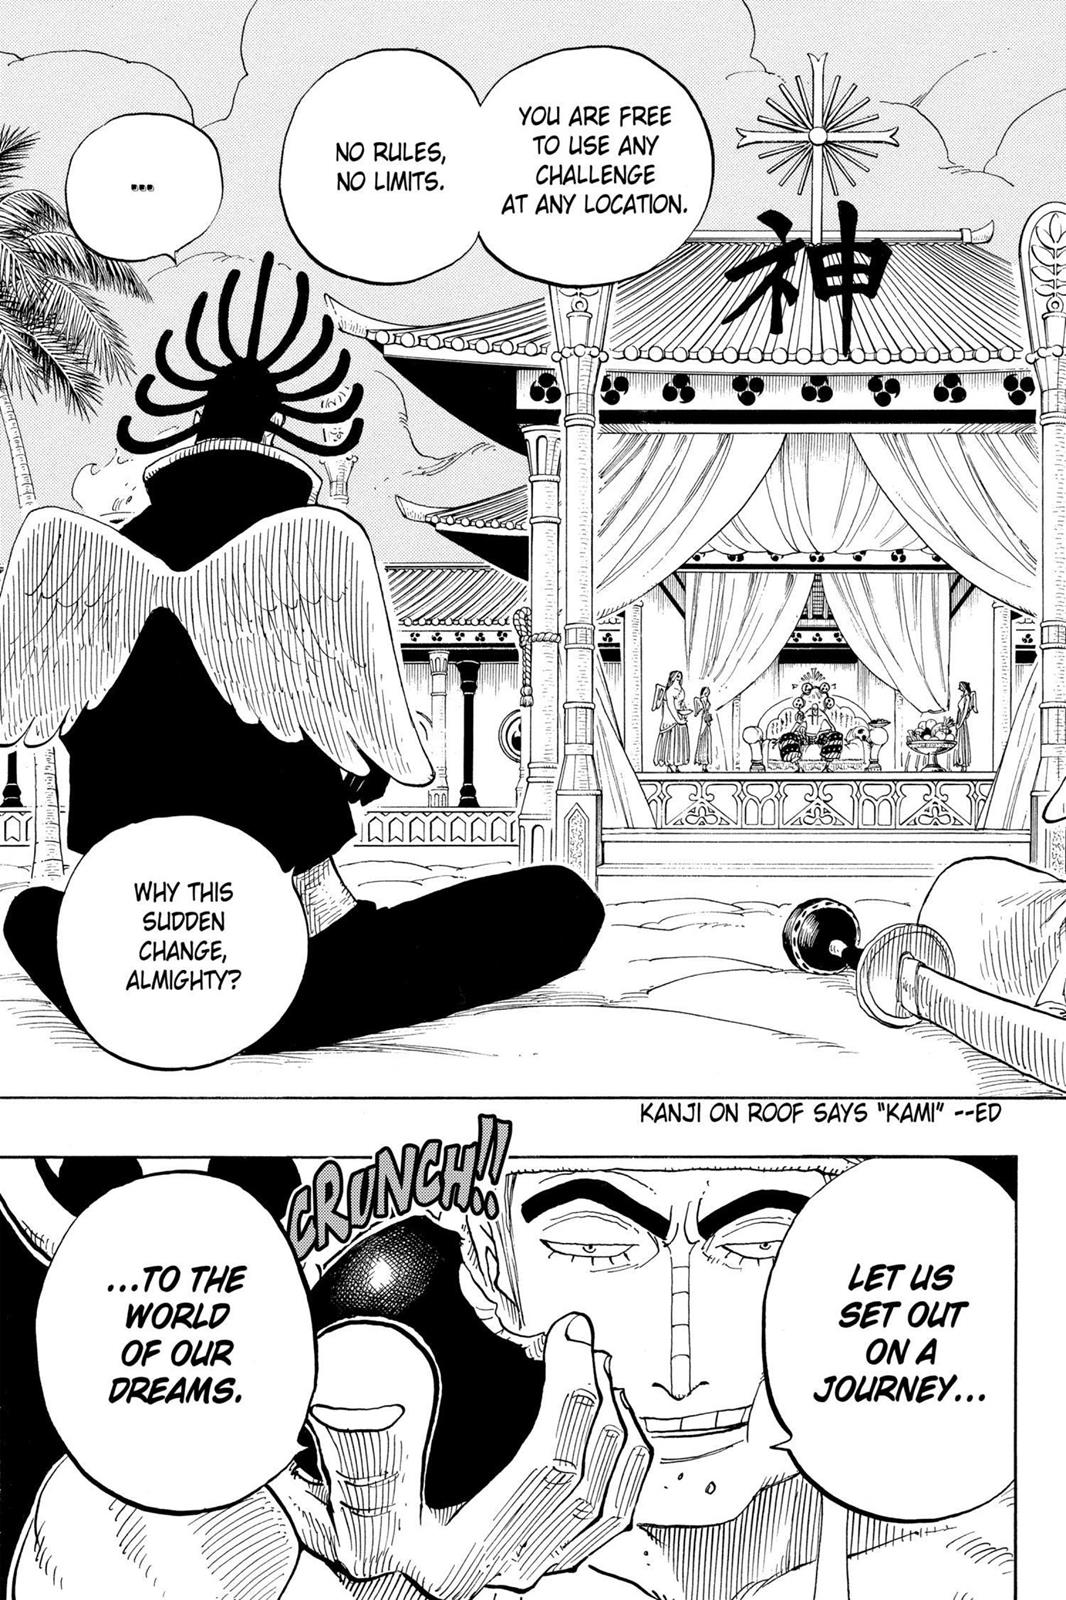 YOU ARE FREE
TO USE ANY
CHALLENGE
AT ANY LOCATION.
NO RULES,
NO LIMITS.
...
神
WHY THIS
SUDDEN
CHANGE,
ALMIGHTY?
KANJI ON ROOF SAYS "KAMI" --ED
CRUNCH!!
LET US
SET OUT
ON A
JOURNEY...
...TO THE
WORLD
OF OUR
DREAMS.